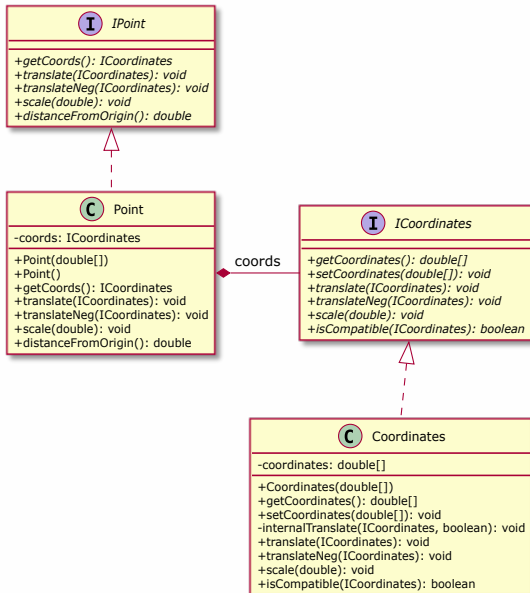 I IPoint
+getCoords(): ICoordinates
+translate(ICoordinates): void
+translateNeg(ICoordinates): void
+scale(double): void
+distanceFromOrigin(): double
C Point
-coords: ICoordinates
+Point(double[])
+Point()
+getCoords(): ICoordinates
+translate(ICoordinates): void
+translateNeg(ICoordinates): void
+scale(double): void
+distanceFromOrigin(): double
coords
I ICoordinates
+getCoordinates(): double[]
+setCoordinates(double[]): void
+translate(ICoordinates): void
+translateNeg(ICoordinates): void
+scale(double): void
+isCompatible(ICoordinates): boolean
C Coordinates
-coordinates: double[]
+Coordinates(double[])
+getCoordinates(): double[]
+setCoordinates(double[]): void
-internalTranslate(ICoordinates, boolean): void
+translate(ICoordinates): void
+translateNeg(ICoordinates): void
+scale(double): void
+isCompatible(ICoordinates): boolean